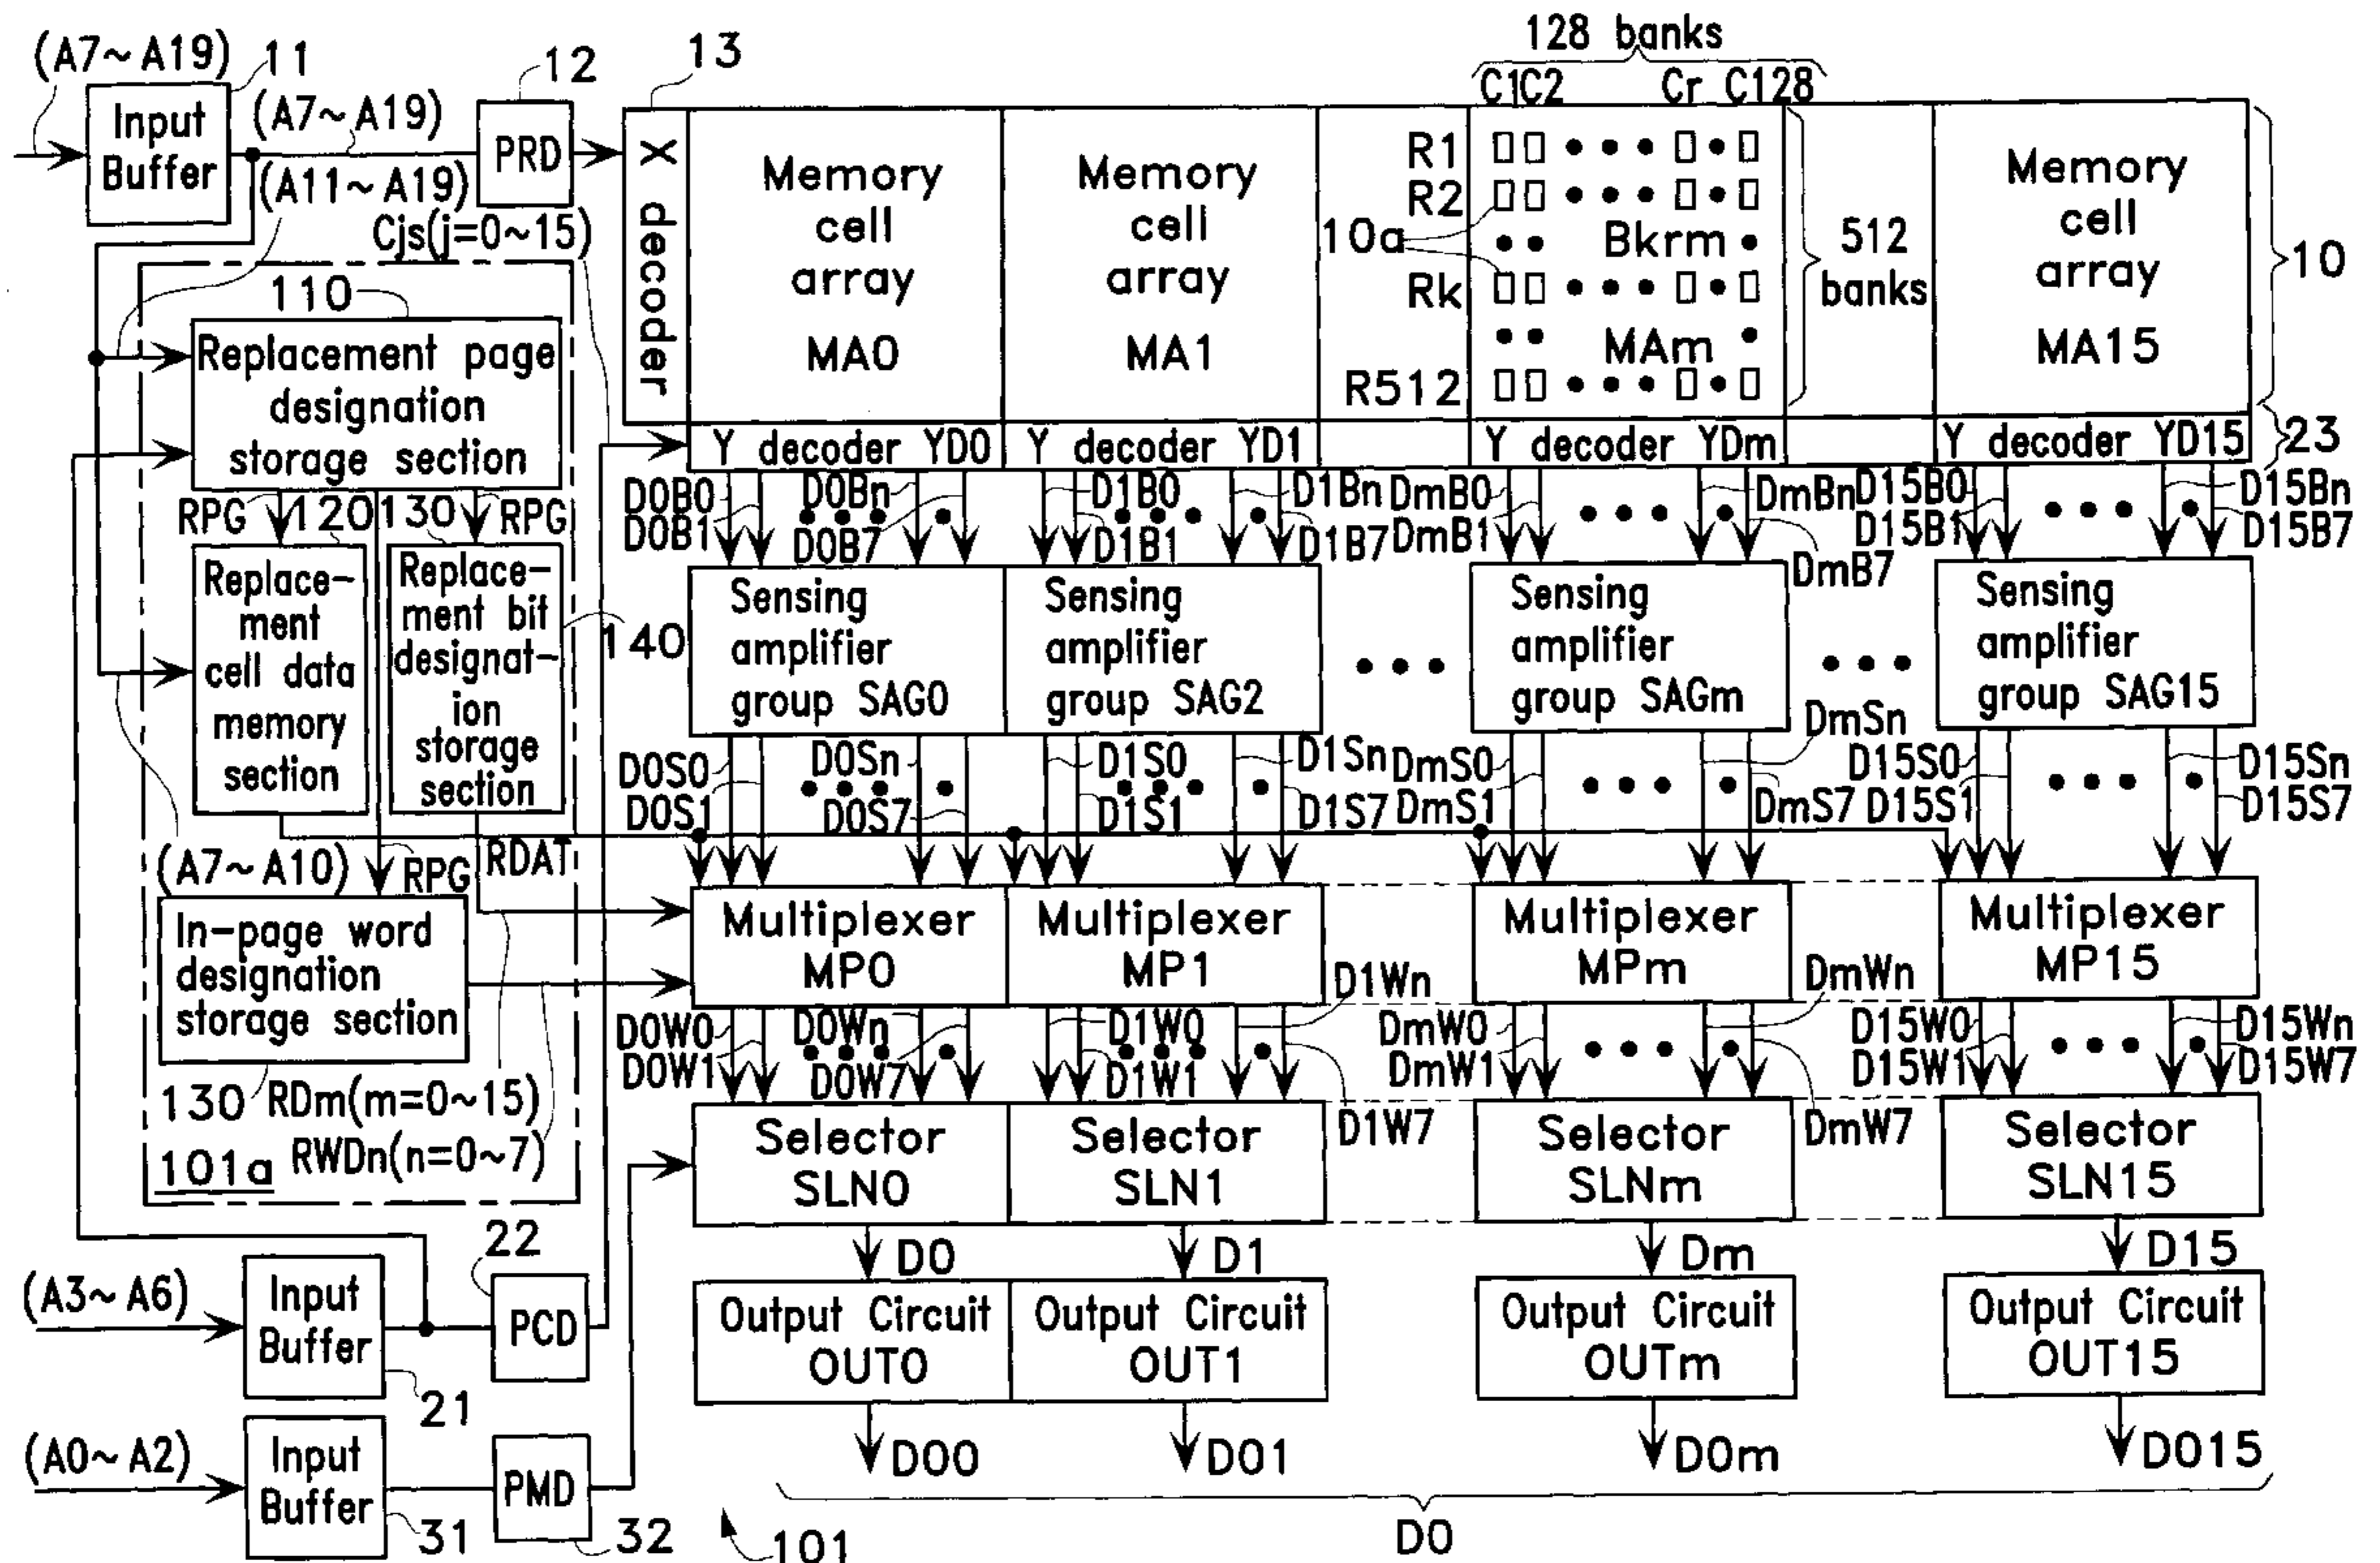 128 banks
(A7~A19)
11
12
13
C1
C2
Cr
C128
Input
Buffer
(A7~A19)
PRD
(A11~A19)
Cjs(j=0~15)
X decoder
Memory
cell
array
MA0
Memory
cell
array
MA1
R1
R2
10a
Rk
R512
Bkrm
MAm
512
banks
Memory
cell
array
MA15
10
110
Replacement page
designation
storage section
Y decoder YD0
Y decoder YD1
Y decoder YDm
Y decoder YD15
23
RPG
120
130
RPG
D0B0
D0B1
D0Bn
D0B7
D1B0
D1B1
D1Bn
D1B7
DmB0
DmB1
DmBn
DmB7
D15B0
D15B1
D15Bn
D15B7
Replace-
ment
cell data
memory
section
Replace-
ment bit
designat-
ion
storage
section
140
Sensing
amplifier
group SAG0
Sensing
amplifier
group SAG2
Sensing
amplifier
group SAGm
Sensing
amplifier
group SAG15
D0S0
D0S1
D0Sn
D0S7
D1S0
D1S1
D1Sn
D1S7
DmS0
DmS1
DmSn
DmS7
D15S0
D15S1
D15Sn
D15S7
(A7~A10)
RPG
RDAT
In-page word
designation
storage section
Multiplexer
MP0
Multiplexer
MP1
Multiplexer
MPm
Multiplexer
MP15
D0W0
D0W1
D0Wn
D0W7
D1W0
D1W1
D1Wn
D1W7
DmW0
DmW1
DmWn
DmW7
D15W0
D15W1
D15Wn
D15W7
130
RDm(m=0~15)
101a
RWDn(n=0~7)
Selector
SLN0
Selector
SLN1
Selector
SLNm
Selector
SLN15
D0
D1
Dm
D15
(A3~A6)
Input
Buffer
21
22
PCD
Output Circuit
OUT0
Output Circuit
OUT1
Output Circuit
OUTm
Output Circuit
OUT15
(A0~A2)
Input
Buffer
31
PMD
32
DO0
DO1
DOm
DO15
DO
101